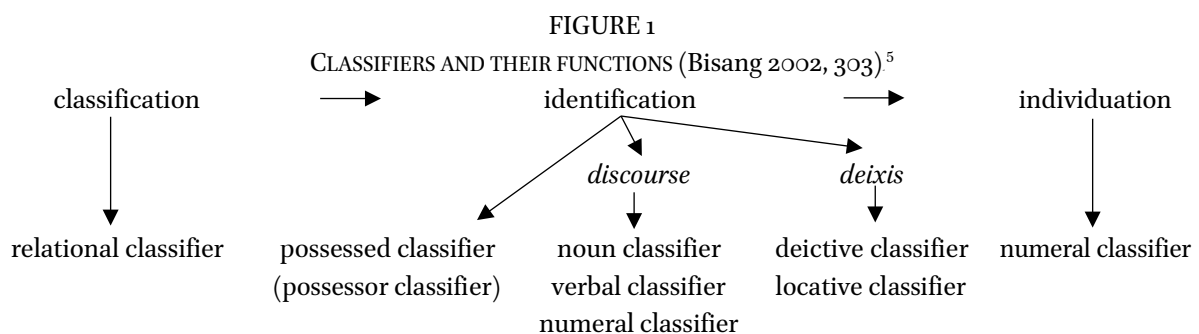 FIGURE 1
CLASSIFIERS AND THEIR FUNCTIONS (Bisang 2002, 303).5
classification identification individuation
discourse deixis
relational classifier possessed classifier noun classifier deictive classifier numeral classifier
(possessor classifier) verbal classifier locative classifier
numeral classifier